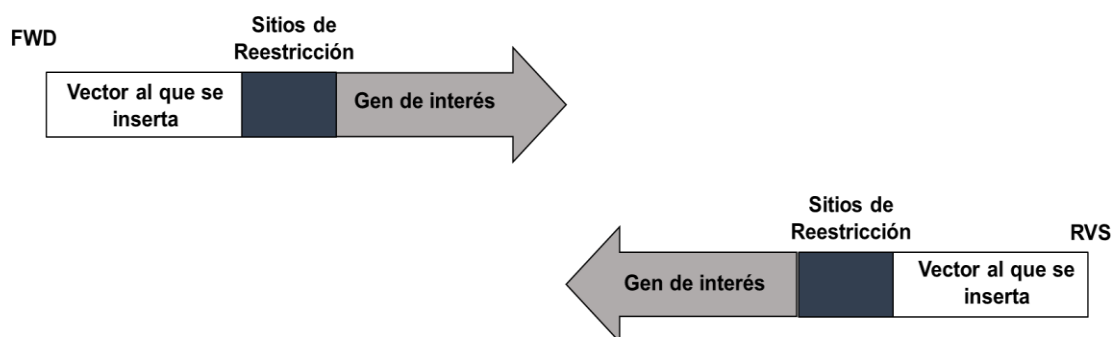 FWD
Sitios de
Reestricción
Vector al que se
inserta
Gen de interés
Sitios de
Reestricción
RVS
Gen de interés
Vector al que se
inserta